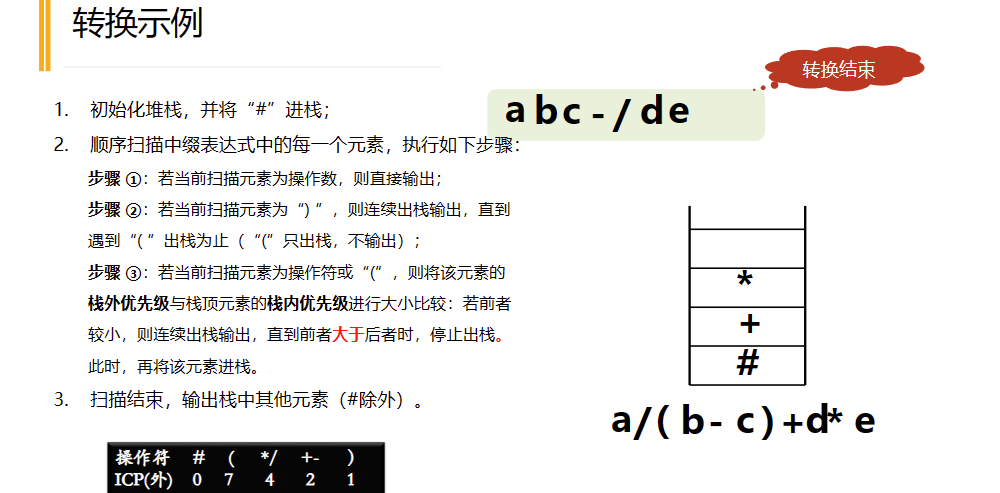 转换示例
转换结束
1. 初始化堆栈，并将“#”进栈；
a b c - / d e
2. 顺序扫描中缀表达式中的每一个元素，执行如下步骤：
步骤 ①：若当前扫描元素为操作数，则直接输出；
步骤 ②：若当前扫描元素为“)”，则连续出栈输出，直到
遇到“(”出栈为止（“(”只出栈，不输出）；
步骤 ③：若当前扫描元素为操作符或“(”，则将该元素的
栈外优先级与栈顶元素的栈内优先级进行大小比较：若前者
较小，则连续出栈输出，直到前者大于后者时，停止出栈。
此时，再将该元素进栈。
3. 扫描结束，输出栈中其他元素（#除外）。
*
+
#
a/(b-c)+d*e
操作符 # ( */ +- )
ICP(外) 0 7 4 2 1